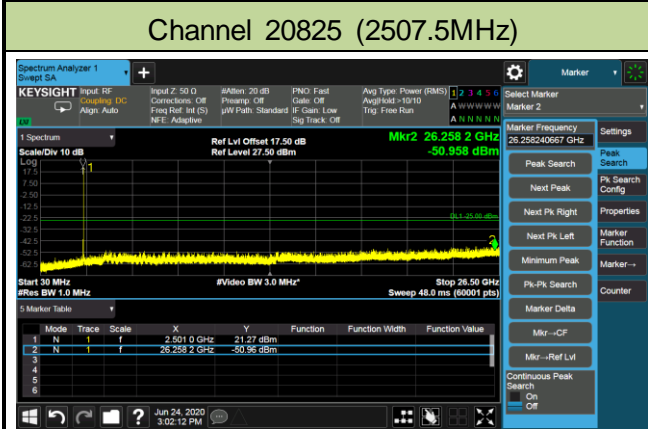 Channel 20825 (2507.5MHz)
Spectrum Analyzer 1
Swept SA
Marker
KEYSIGHT Input: RF Input Z: 50 Ω #Atten: 20 dB PNO: Fast Avg Type: Power (RMS) 1 2 3 4 5 6
Coupling: DC Corrections: Off Preamp: Off Gate: Off Avg|Hold:>10/10 A W W W W W
Align: Auto Freq Ref: Int (S) µW Path: Standard IF Gain: Low Trig: Free Run
NFE: Adaptive Sig Track: Off A N N N N N
Select Marker
Marker 2
1 Spectrum
Scale/Div 10 dB
Log
Ref Lvl Offset 17.50 dB
Ref Level 27.50 dBm
Mkr2 26.258 2 GHz
-50.958 dBm
17.5
7.50
-2.50
-12.5
-22.5
-32.5
-42.5
-52.5
-62.5
1
DL1 -25.00 dBm
2
Start 30 MHz #Video BW 3.0 MHz* Stop 26.50 GHz
#Res BW 1.0 MHz Sweep 48.0 ms (60001 pts)
5 Marker Table
Mode Trace Scale X Y Function Function Width Function Value
1 N 1 f 2.501 0 GHz 21.27 dBm
2 N 1 f 26.258 2 GHz -50.96 dBm
3
4
5
6
Marker Frequency
26.258240667 GHz
Peak Search
Next Peak
Next Pk Right
Next Pk Left
Minimum Peak
Pk-Pk Search
Marker Delta
Mkr→CF
Mkr→Ref Lvl
Continuous Peak
Search
On
Off
Settings
Peak
Search
Pk Search
Config
Properties
Marker
Function
Marker→
Counter
Jun 24, 2020
3:02:12 PM